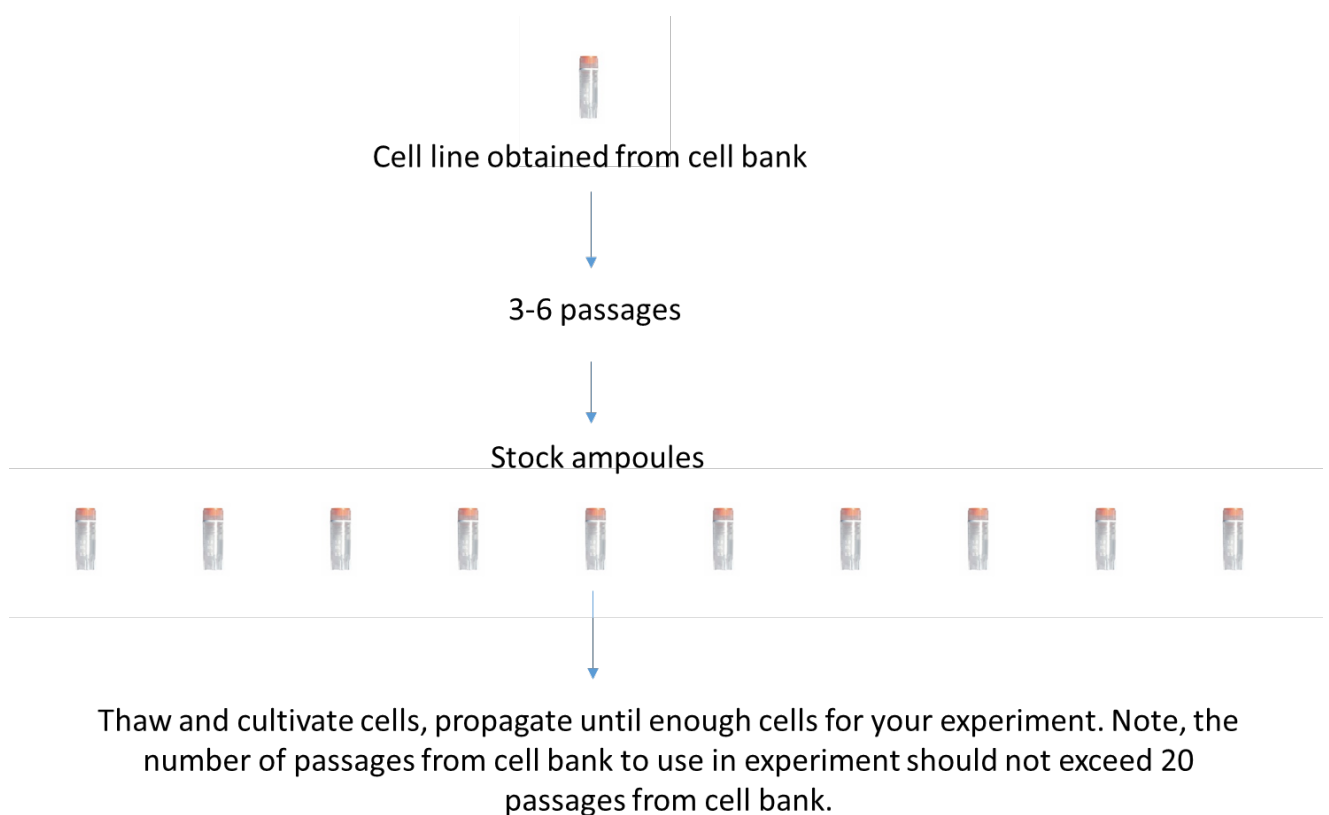 Cell line obtained from cell bank
3-6 passages
Stock ampoules
Thaw and cultivate cells, propagate until enough cells for your experiment. Note, the
number of passages from cell bank to use in experiment should not exceed 20
passages from cell bank.